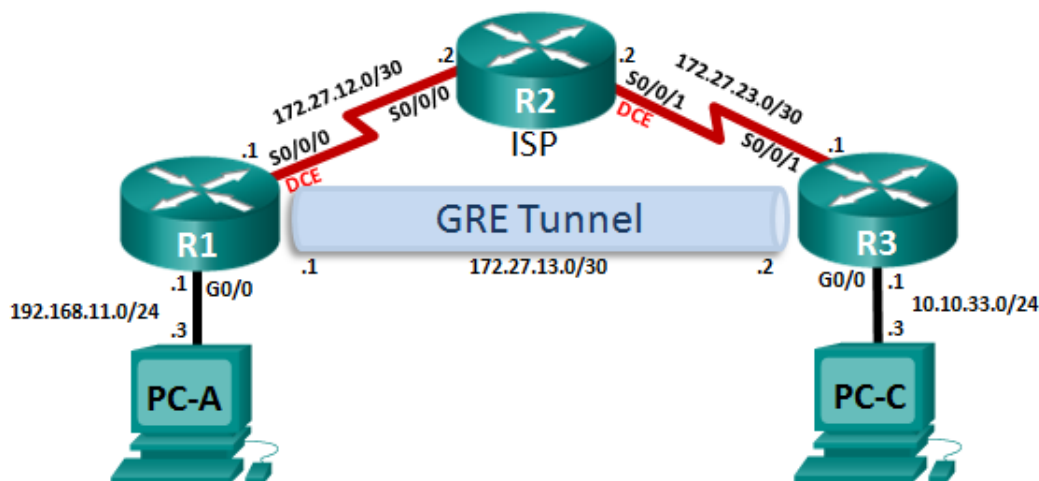 .2
.2
172.27.12.0/30
S0/0/0
R2
S0/0/1
172.27.23.0/30
DCE
ISP
.1
S0/0/0
DCE
S0/0/1
.1
R1
GRE Tunnel
R3
.1
172.27.13.0/30
.2
.1
G0/0
G0/0
.1
192.168.11.0/24
10.10.33.0/24
.3
.3
PC-A
PC-C